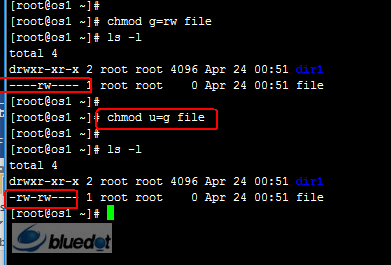 [root@os1 ~]#
[root@os1 ~]# chmod g=rw file
[root@os1 ~]# ls -l
total 4
drwxr-xr-x 2 root root 4096 Apr 24 00:51 dir1
----rw---- 1 root root    0 Apr 24 00:51 file
[root@os1 ~]#
[root@os1 ~]# chmod u=g file
[root@os1 ~]#
[root@os1 ~]# ls -l
total 4
drwxr-xr-x 2 root root 4096 Apr 24 00:51 dir1
-rw-rw---- 1 root root    0 Apr 24 00:51 file
[root@os1 ~]#
bluedot